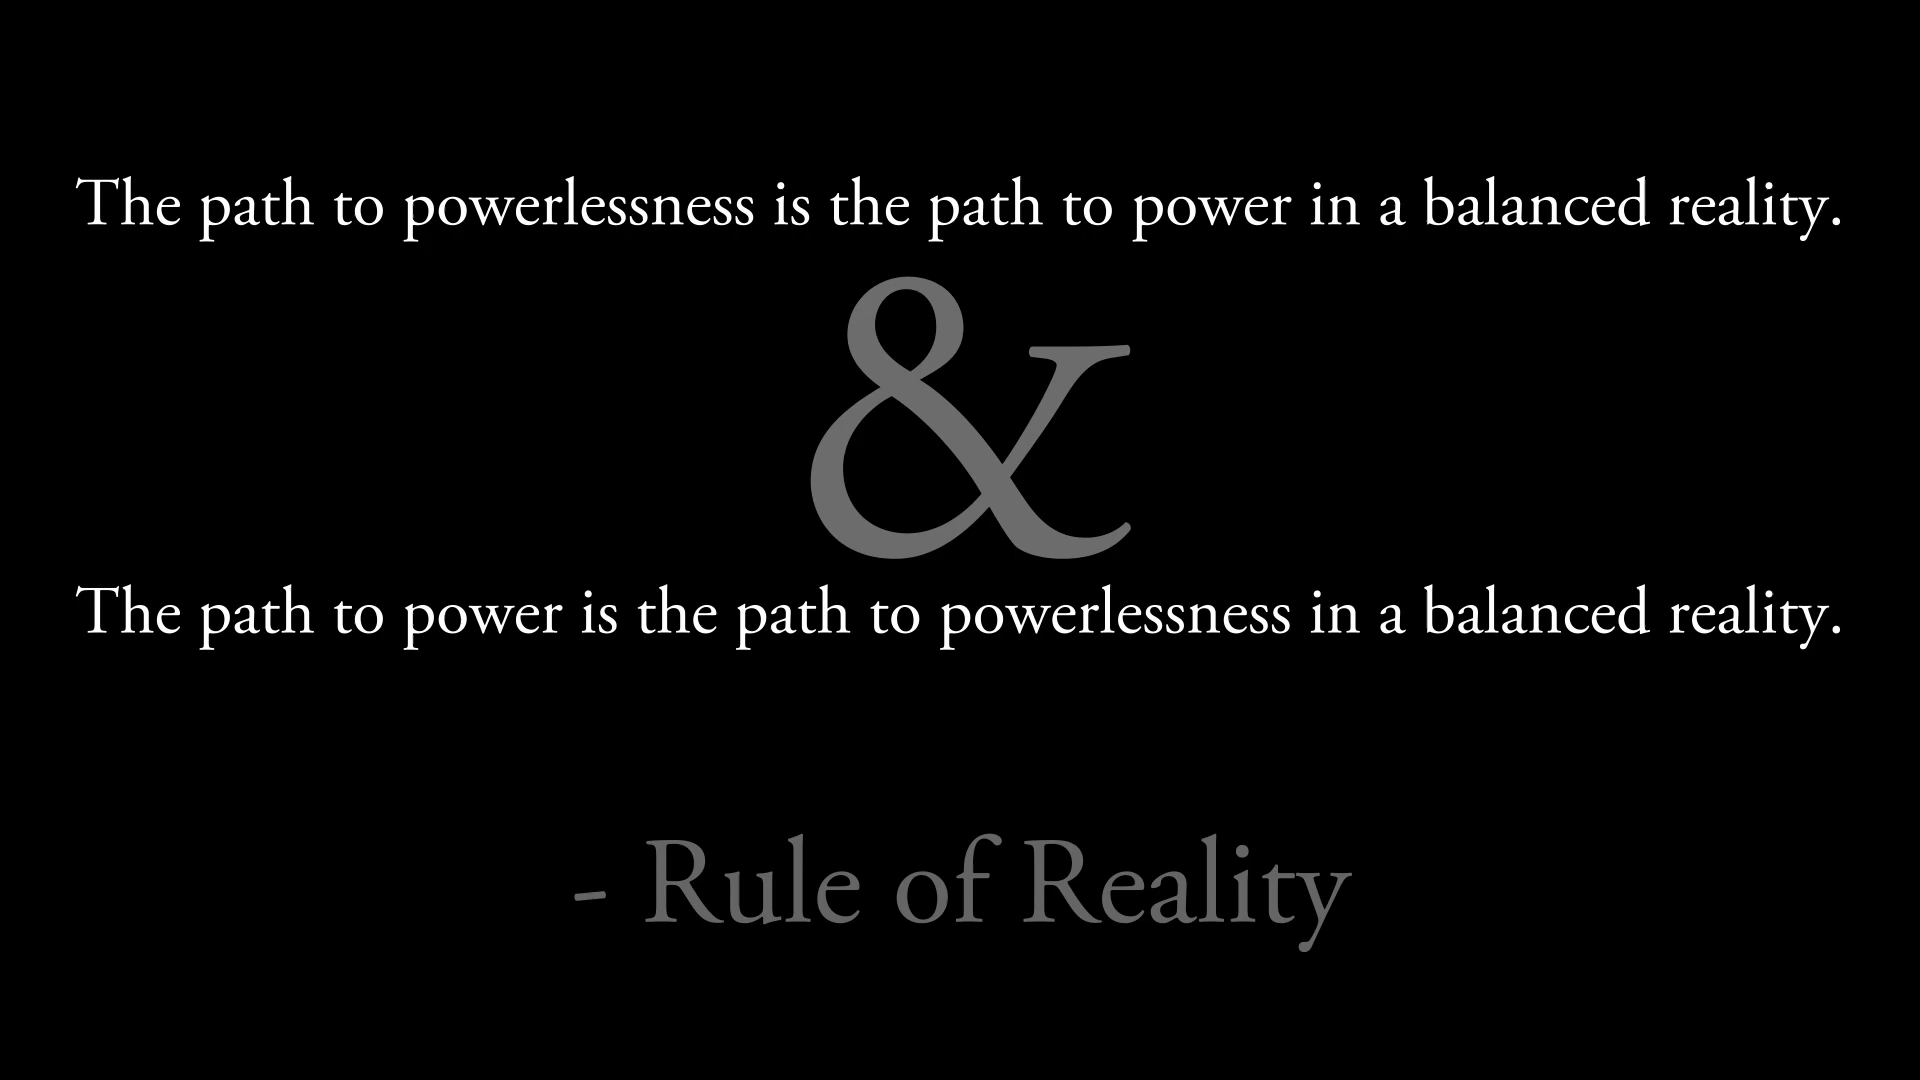 The path to powerlessness is the path to power in a balanced reality.
&
The path to power is the path to powerlessness in a balanced reality.
- Rule of Reality